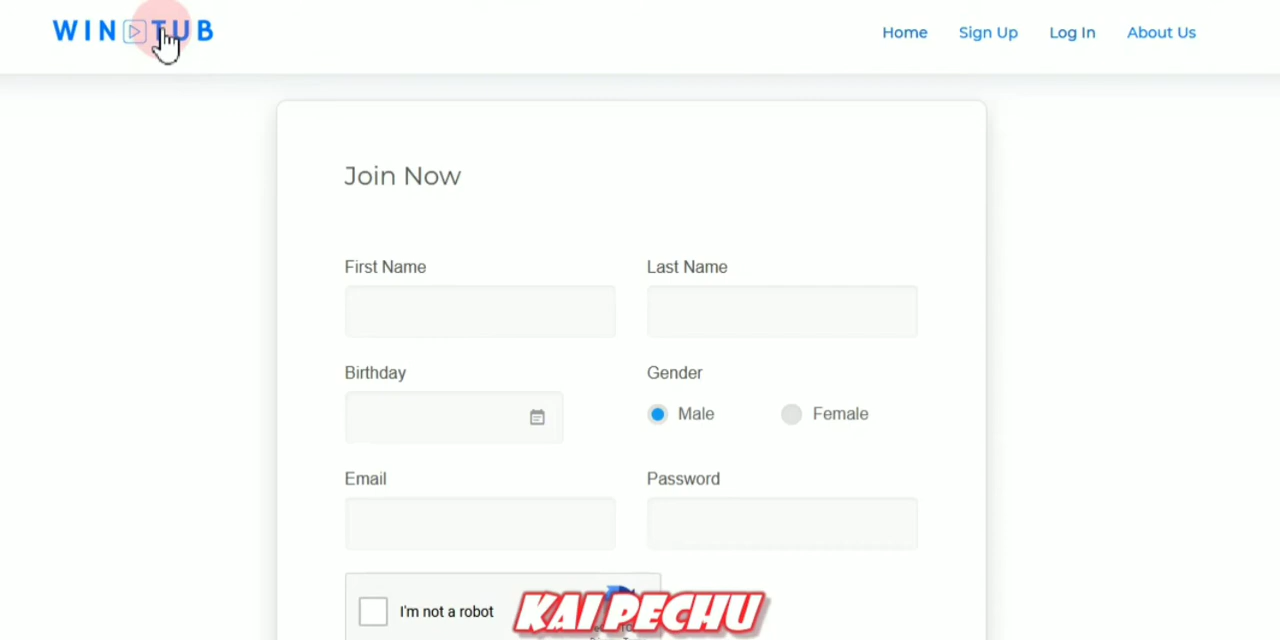 WIN TUB
Home Sign Up Log In About Us
Join Now
First Name Last Name
Birthday Gender
Male Female
Email Password
I'm not a robot
KAI PECHU